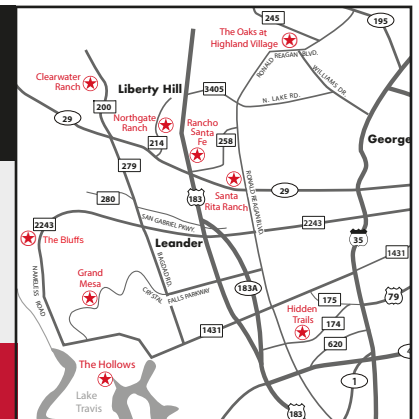 245
195
The Oaks at
Highland Village
RONALD REAGAN BLVD.
WILLIAMS DR
Clearwater
Ranch
Liberty Hill
3405
N. LAKE RD.
200
29
Northgate
Ranch
Rancho
Santa
Fe
214
258
George
279
RONALD REAGAN BLVD.
29
280
183
Santa
Rita Ranch
SAN GABRIEL PKWY.
2243
2243
The Bluffs
Leander
35
1431
BAGDAD RD.
NAMELESS ROAD
Grand
Mesa
CRYSTAL FALLS PARKWAY
183A
175
79
Hidden
Trails
174
1431
620
The Hollows
1
Lake
Travis
183